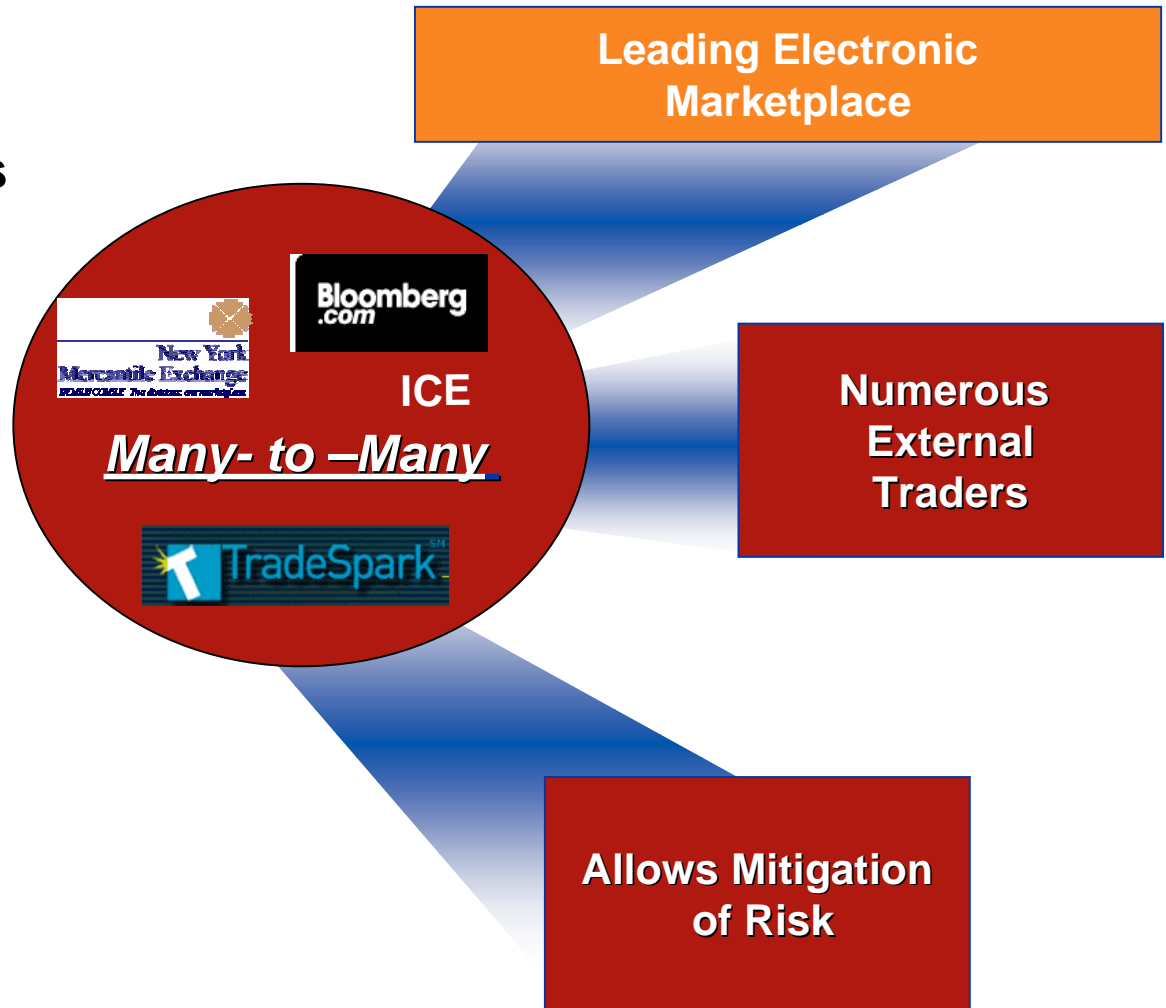 Leading Electronic
Marketplace
s
Bloomberg
.com
New York
Mercantile Exchange
ICE
Many- to –Many
TradeSpark SM
Numerous
External
Traders
Allows Mitigation
of Risk